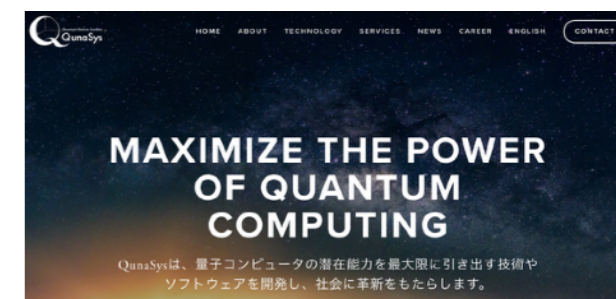 QunaSys
HOME ABOUT TECHNOLOGY SERVICES NEWS CAREER ENGLISH CONTACT
MAXIMIZE THE POWER
OF QUANTUM
COMPUTING
QunaSysは、量子コンピュータの潜在能力を最大限に引き出す技術や
ソフトウェアを開発し、社会に革新をもたらします。